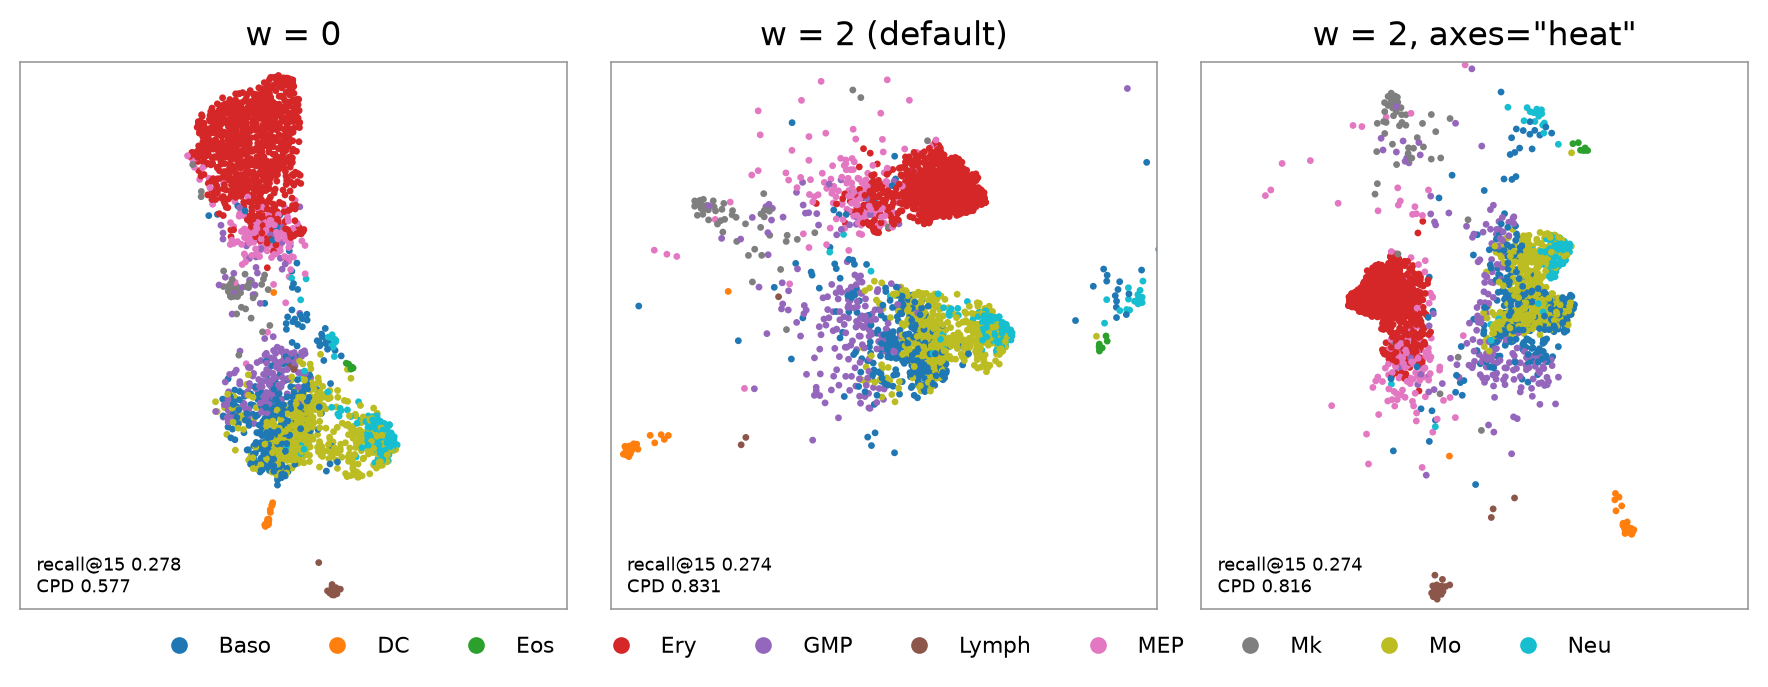 w = 0
w = 2 (default)
w = 2, axes="heat"
recall@15 0.278
CPD 0.577
recall@15 0.274
CPD 0.831
recall@15 0.274
CPD 0.816
Baso DC Eos Ery GMP Lymph MEP Mk Mo Neu